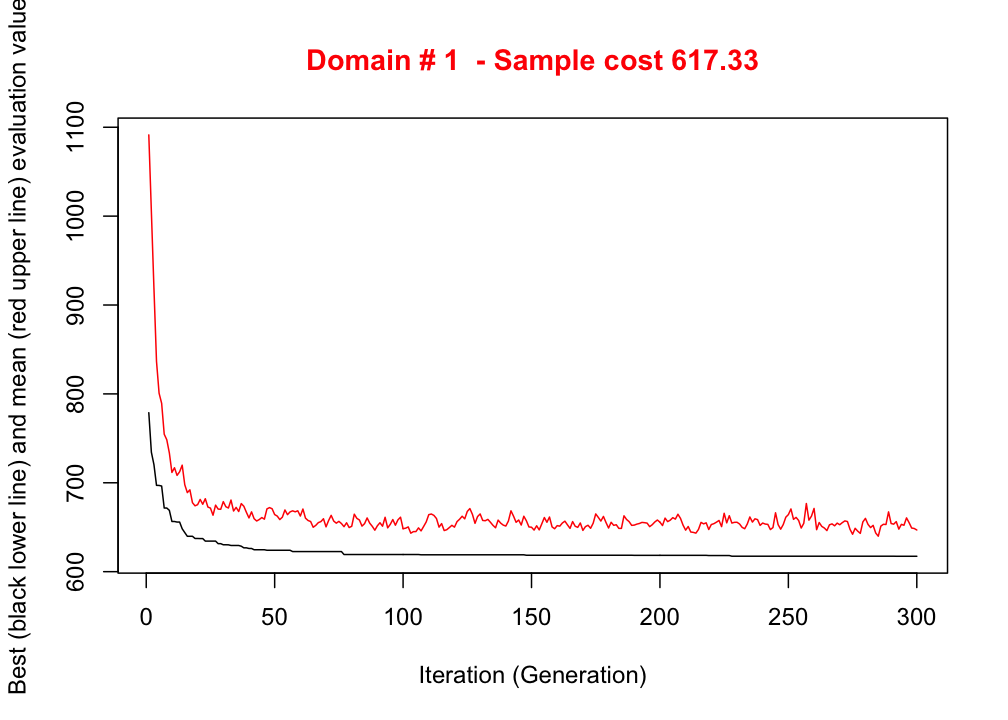 Domain # 1 - Sample cost 617.33
Best (black lower line) and mean (red upper line) evaluation value
1100
1000
900
800
700
600
0 50 100 150 200 250 300
Iteration (Generation)